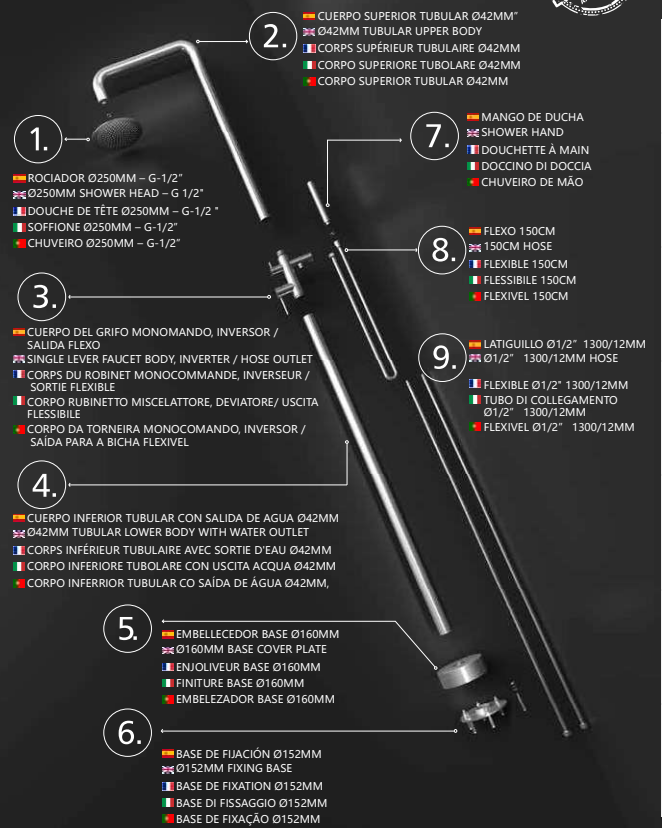 1.
ROCIADOR Ø250MM – G-1/2”
Ø250MM SHOWER HEAD – G 1/2"
DOUCHE DE TÊTE Ø250MM – G-1/2 "
SOFFIONE Ø250MM – G-1/2”
CHUVEIRO Ø250MM – G-1/2”
2.
CUERPO SUPERIOR TUBULAR Ø42MM”
Ø42MM TUBULAR UPPER BODY
CORPS SUPÉRIEUR TUBULAIRE Ø42MM
CORPO SUPERIORE TUBOLARE Ø42MM
CORPO SUPERIOR TUBULAR Ø42MM
3.
CUERPO DEL GRIFO MONOMANDO, INVERSOR /
SALIDA FLEXO
SINGLE LEVER FAUCET BODY, INVERTER / HOSE OUTLET
CORPS DU ROBINET MONOCOMMANDE, INVERSEUR /
SORTIE FLEXIBLE
CORPO RUBINETTO MISCELATTORE, DEVIATORE/ USCITA
FLESSIBILE
CORPO DA TORNEIRA MONOCOMANDO, INVERSOR /
SAÍDA PARA A BICHA FLEXIVEL
4.
CUERPO INFERIOR TUBULAR CON SALIDA DE AGUA Ø42MM
Ø42MM TUBULAR LOWER BODY WITH WATER OUTLET
CORPS INFÉRIEUR TUBULAIRE AVEC SORTIE D'EAU Ø42MM
CORPO INFERIORE TUBOLARE CON USCITA ACQUA Ø42MM
CORPO INFERRIOR TUBULAR CO SAÍDA DE ÁGUA Ø42MM,
5.
EMBELLECEDOR BASE Ø160MM
Ø160MM BASE COVER PLATE
ENJOLIVEUR BASE Ø160MM
FINITURE BASE Ø160MM
EMBELEZADOR BASE Ø160MM
6.
BASE DE FIJACIÓN Ø152MM
Ø152MM FIXING BASE
BASE DE FIXATION Ø152MM
BASE DI FISSAGGIO Ø152MM
BASE DE FIXAÇÃO Ø152MM
7.
MANGO DE DUCHA
SHOWER HAND
DOUCHETTE À MAIN
DOCCINO DI DOCCIA
CHUVEIRO DE MÃO
8.
FLEXO 150CM
150CM HOSE
FLEXIBLE 150CM
FLESSIBILE 150CM
FLEXIVEL 150CM
9.
LATIGUILLO Ø1/2” 1300/12MM
Ø1/2” 1300/12MM HOSE
FLEXIBLE Ø1/2" 1300/12MM
TUBO DI COLLEGAMENTO
Ø1/2” 1300/12MM
FLEXIVEL Ø1/2” 1300/12MM